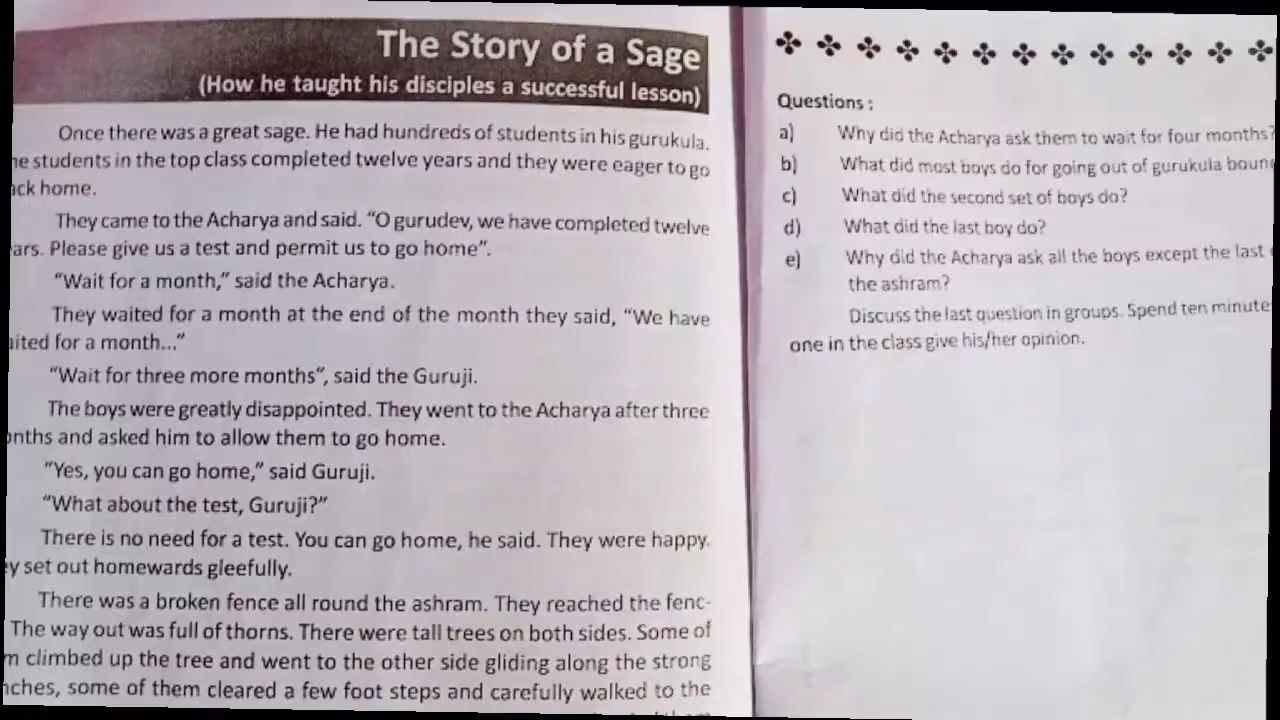 The Story of a Sage
(How he taught his disciples a successful lesson)
Once there was a great sage. He had hundreds of students in his gurukula.
students in the top class completed twelve years and they were eager to go
home.
They came to the Acharya and said. "O gurudev, we have completed twelve
Please give us a test and permit us to go home".
"Wait for a month," said the Acharya.
They waited for a month at the end of the month they said, "We have
for a month..."
"Wait for three more months", said the Guruji.
The boys were greatly disappointed. They went to the Acharya after three
and asked him to allow them to go home.
"Yes, you can go home," said Guruji.
"What about the test, Guruji?"
There is no need for a test. You can go home, he said. They were happy.
set out homewards gleefully.
There was a broken fence all round the ashram. They reached the fenc-
The way out was full of thorns. There were tall trees on both sides. Some of
climbed up the tree and went to the other side gliding along the strong
some of them cleared a few foot steps and carefully walked to the
Questions :
a) Why did the Acharya ask them to wait for four months?
b) What did most boys do for going out of gurukula
c) What did the second set of boys do?
d) What did the last boy do?
e) Why did the Acharya ask all the boys except the last
the ashram?
Discuss the last question in groups. Spend ten
one in the class give his/her opinion.